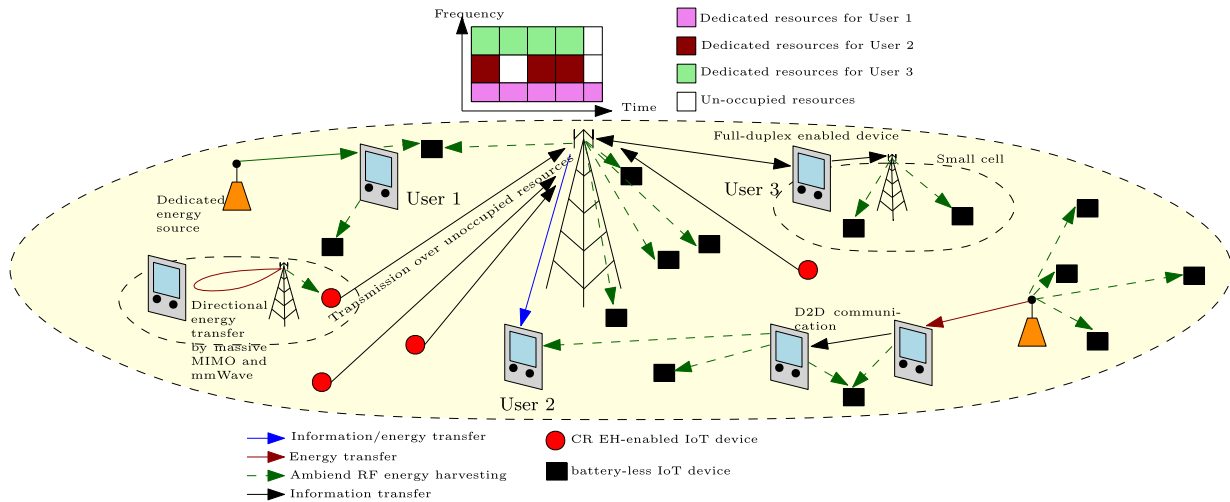 Frequency
Time
Dedicated resources for User 1
Dedicated resources for User 2
Dedicated resources for User 3
Un-occupied resources
Full-duplex enabled device
Small cell
User 3
User 1
Dedicated
energy
source
Transmission over unoccupied resources
Directional
energy
transfer
by massive
MIMO and
mmWave
D2D communi-
cation
User 2
Information/energy transfer
Energy transfer
Ambiend RF energy harvesting
Information transfer
CR EH-enabled IoT device
battery-less IoT device